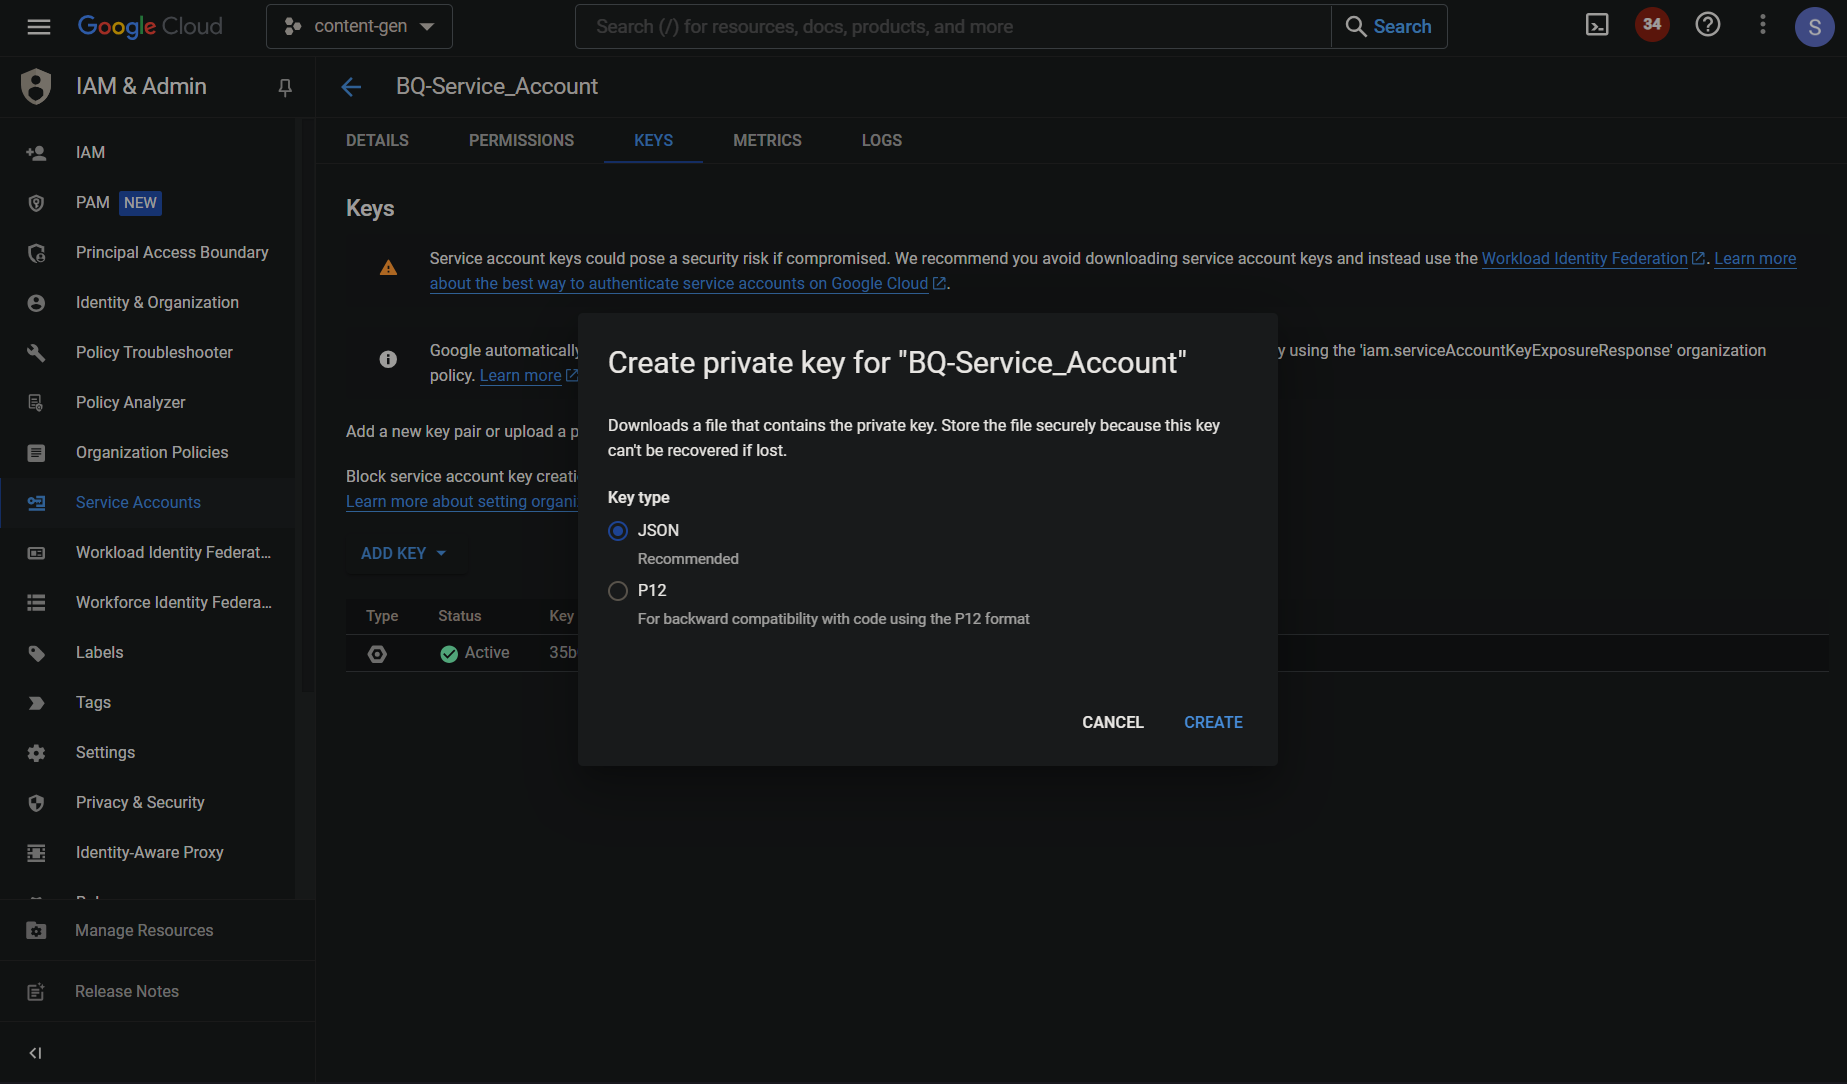 Google Cloud
content-gen
Search (/) for resources, docs, products, and more
Search
34
S
IAM & Admin
BQ-Service_Account
DETAILS
PERMISSIONS
KEYS
METRICS
LOGS
IAM
PAM NEW
Principal Access Boundary
Identity & Organization
Policy Troubleshooter
Policy Analyzer
Organization Policies
Service Accounts
Workload Identity Federat...
Workforce Identity Federa...
Labels
Tags
Settings
Privacy & Security
Identity-Aware Proxy
Manage Resources
Release Notes
Keys
Service account keys could pose a security risk if compromised. We recommend you avoid downloading service account keys and instead use the Workload Identity Federation. Learn more
about the best way to authenticate service accounts on Google Cloud.
Google automatically
y using the 'iam.serviceAccountKeyExposureResponse' organization
policy. Learn more
Add a new key pair or upload a p
Block service account key creati
Learn more about setting organi
ADD KEY
Type Status Key
Active 35b
Create private key for "BQ-Service_Account"
Downloads a file that contains the private key. Store the file securely because this key
can't be recovered if lost.
Key type
JSON
Recommended
P12
For backward compatibility with code using the P12 format
CANCEL
CREATE